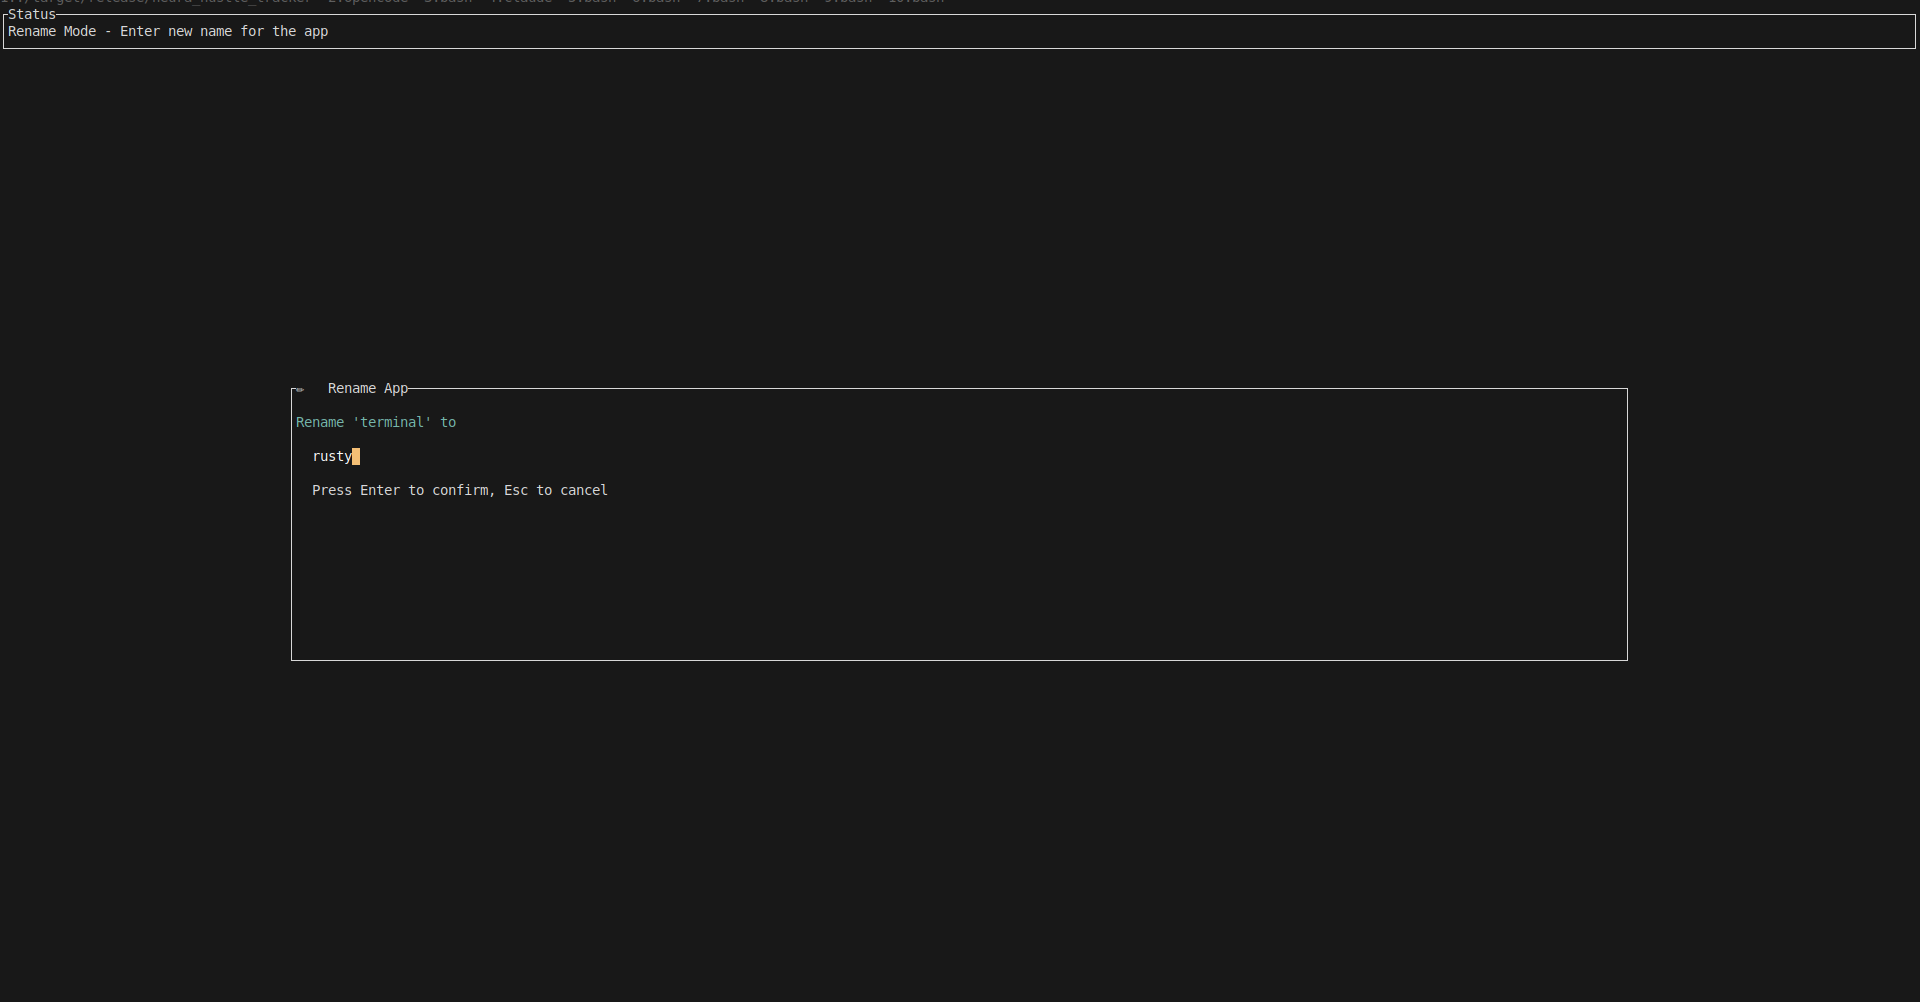 Status
Rename Mode - Enter new name for the app
✏ Rename App
Rename 'terminal' to
rusty
Press Enter to confirm, Esc to cancel